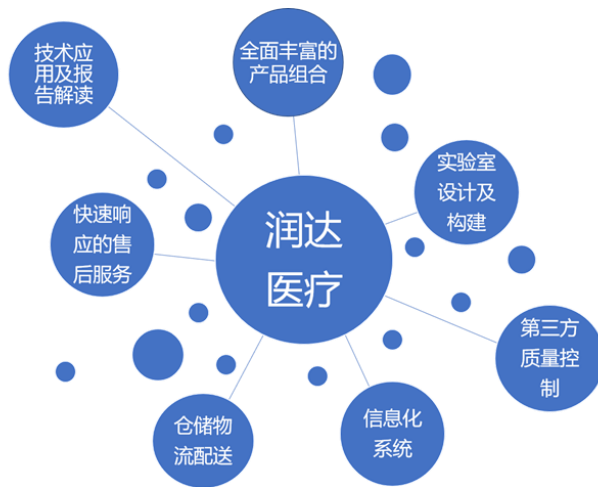 技术应
用及报
告解读
全面丰富的
产品组合
实验室
设计及
构建
快速响
应的售
后服务
润达
医疗
第三方
质量控
制
仓储物
流配送
信息化
系统